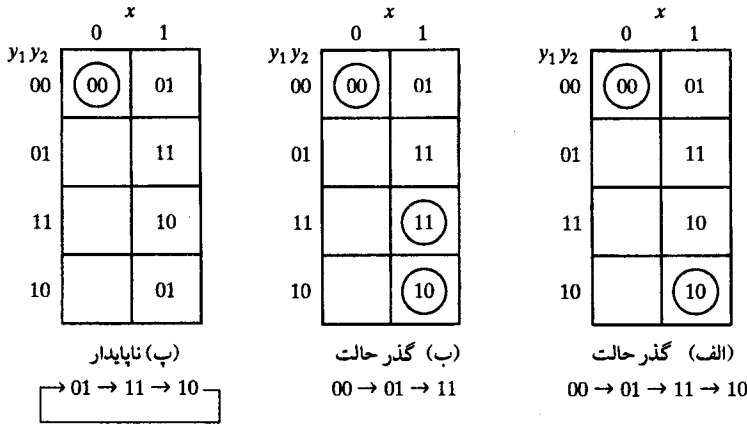 x x x
0 1 0 1 0 1
y₁ y₂ y₁ y₂ y₁ y₂
00 00 01 00 00 01 00 00 01
01 11 01 11 01 11
11 10 11 11 11 10
10 01 10 10 10 10
(پ) ناپایدار (ب) گذر حالت (الف) گذر حالت
→ 01 → 11 → 10 00 → 01 → 11 00 → 01 → 11 → 10